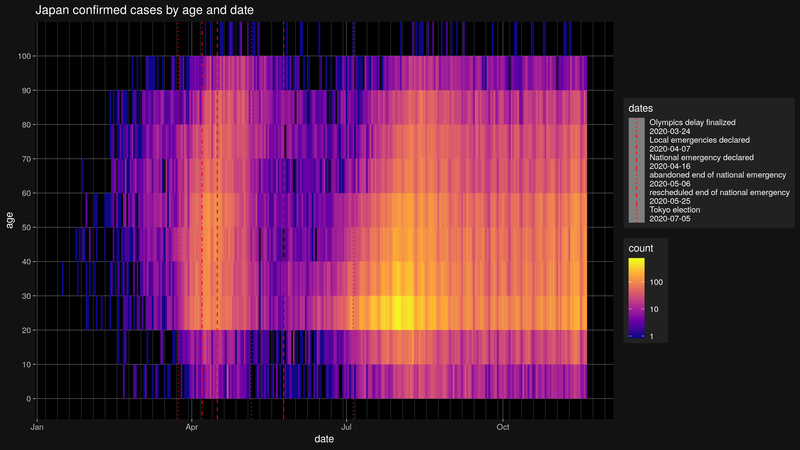 Japan confirmed cases by age and date
100
90
80
70
60
50
40
30
20
10
0
age
Jan
Apr
Jul
Oct
date
dates
Olympics delay finalized
2020-03-24
Local emergencies declared
2020-04-07
National emergency declared
2020-04-16
abandoned end of national emergency
2020-05-06
rescheduled end of national emergency
2020-05-25
Tokyo election
2020-07-05
count
100
10
1